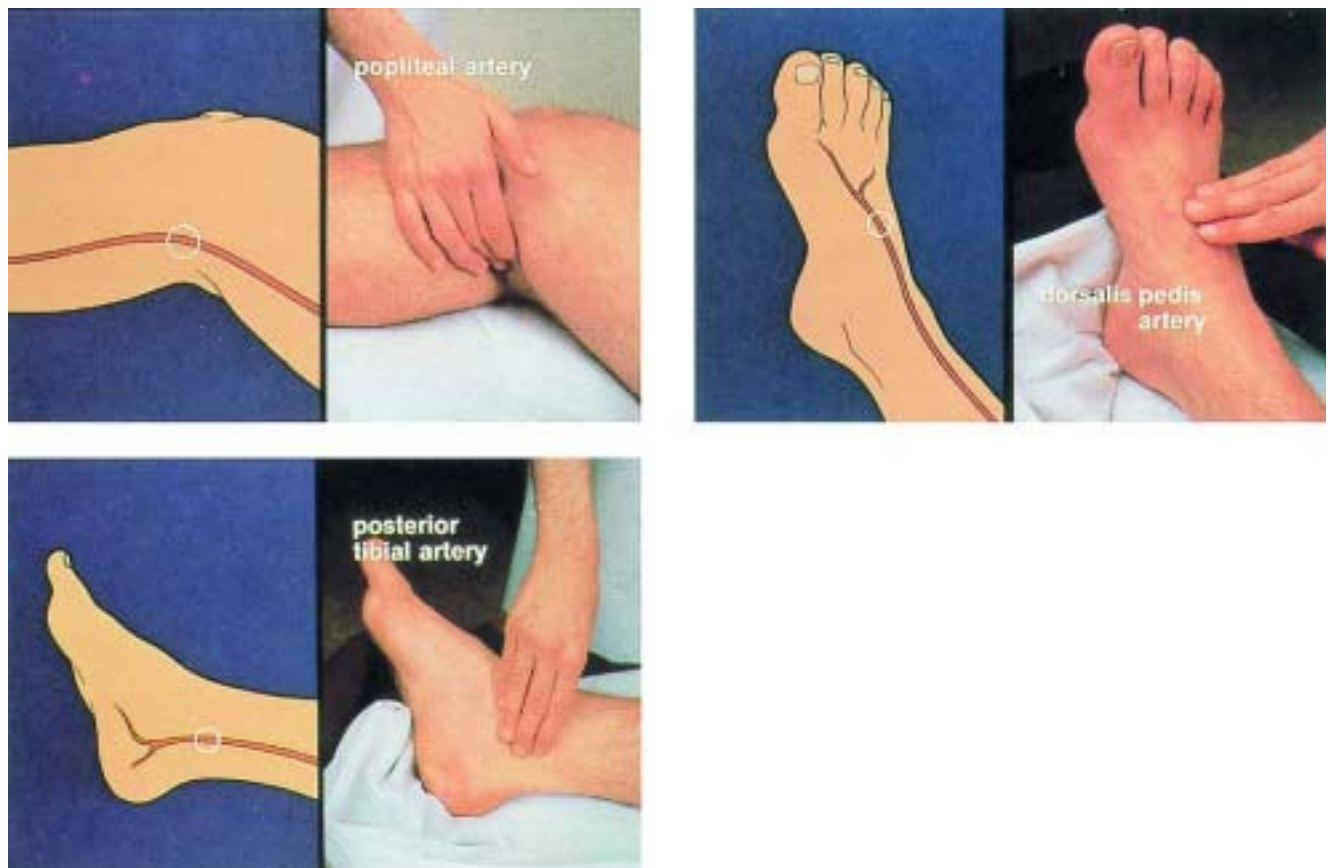 popliteal artery
dorsalis pedis
artery
posterior
tibial artery